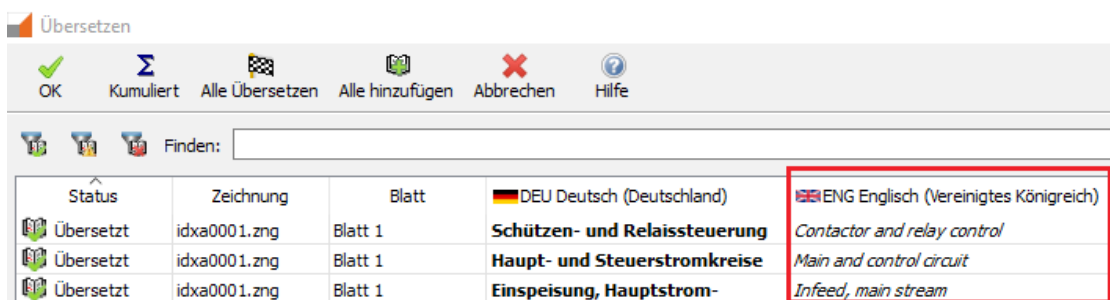 Übersetzen
OK Kumuliert Alle Übersetzen Alle hinzufügen Abbrechen Hilfe
Finden:
Status Zeichnung Blatt DEU Deutsch (Deutschland) ENG Englisch (Vereinigtes Königreich)
Übersetzt idxa0001.zng Blatt 1 Schützen- und Relaissteuerung Contactor and relay control
Übersetzt idxa0001.zng Blatt 1 Haupt- und Steuerstromkreise Main and control circuit
Übersetzt idxa0001.zng Blatt 1 Einspeisung, Hauptstrom- Infeed, main stream